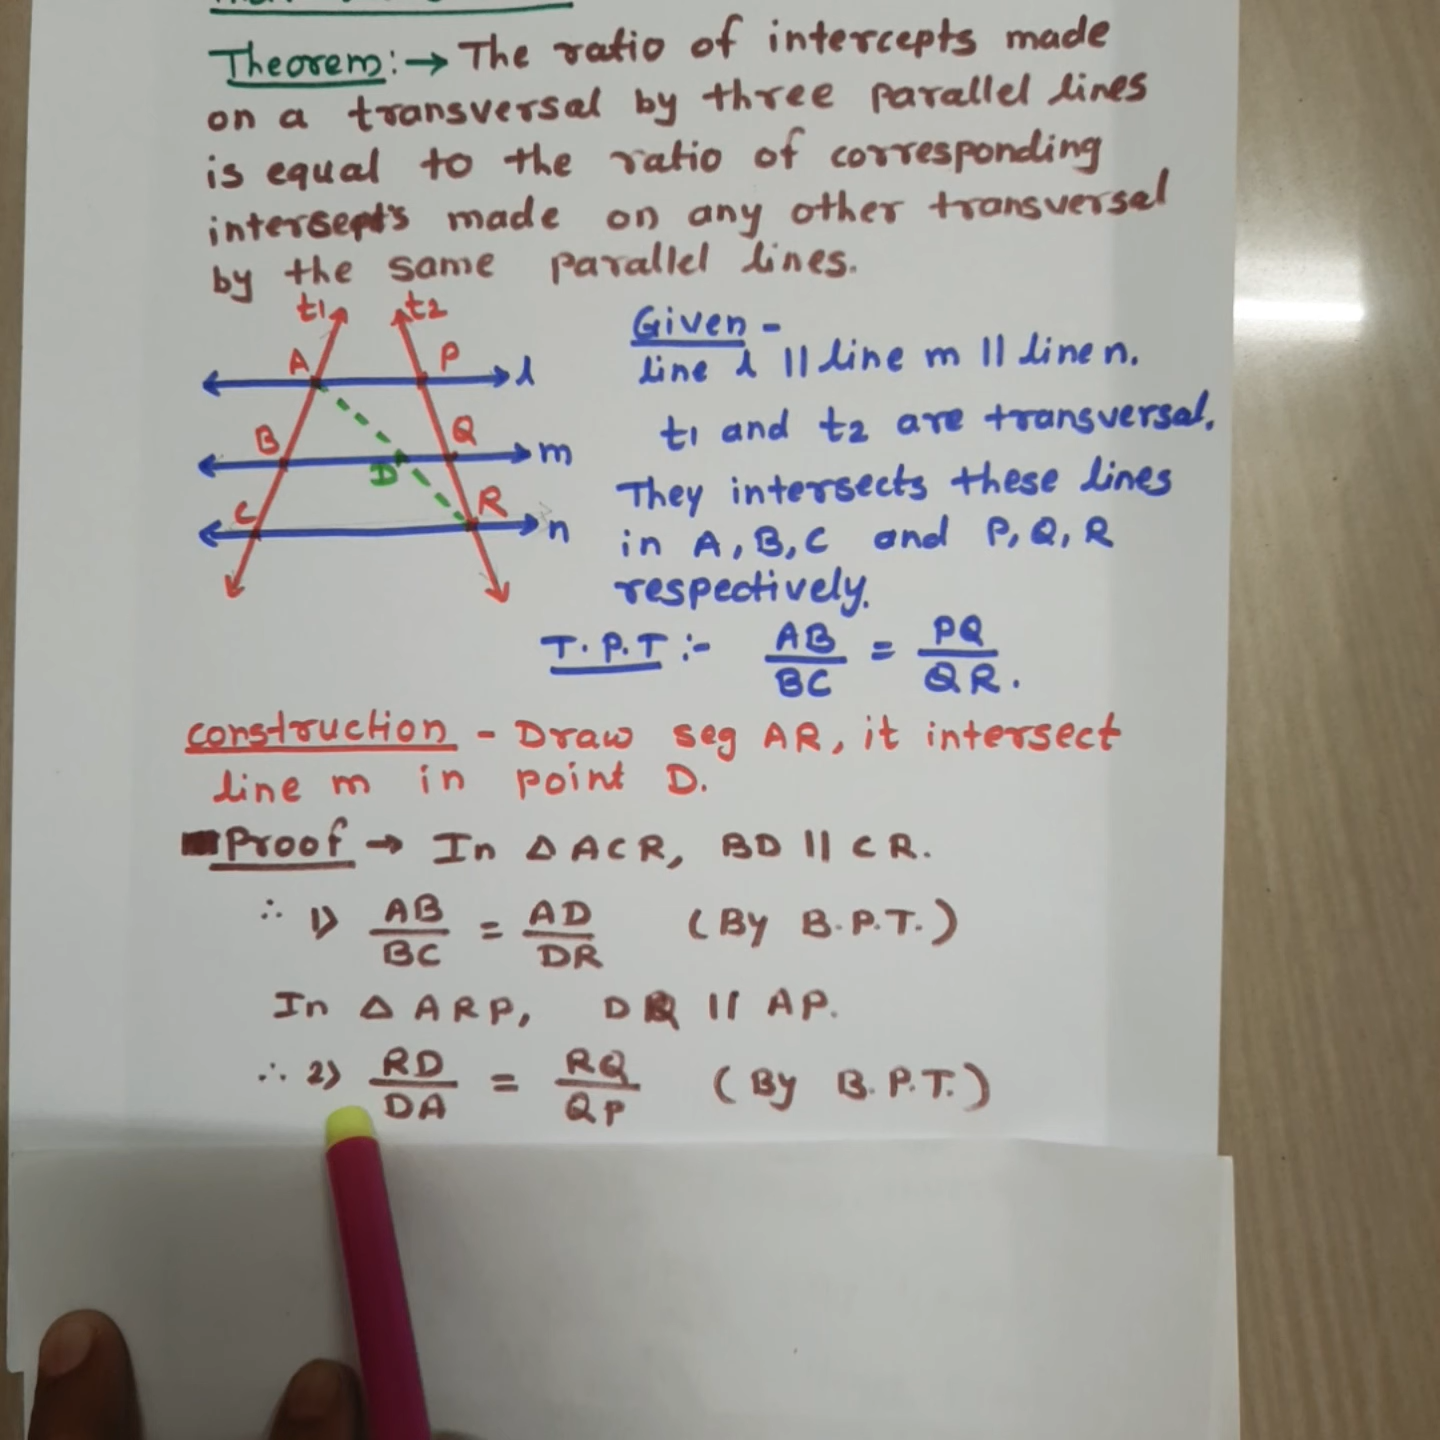 Theorem:→ The ratio of intercepts made
on a transversal by three parallel lines
is equal to the ratio of corresponding
intersepts made on any other transversal
by the same parallel lines.
t1 t2
A P l
B Q m
D
C R n
Given -
line l || line m || line n.
t1 and t2 are transversal.
They intersects these lines
in A, B, C and P, Q, R
respectively.
T.P.T :- AB/BC = PQ/QR.
construction - Draw seg AR, it intersect
line m in point D.
Proof → In △ ACR, BD || CR.
∴ 1) AB/BC = AD/DR (By B.P.T.)
In △ ARP, DQ || AP.
∴ 2) RD/DA = RQ/QP (By B.P.T.)